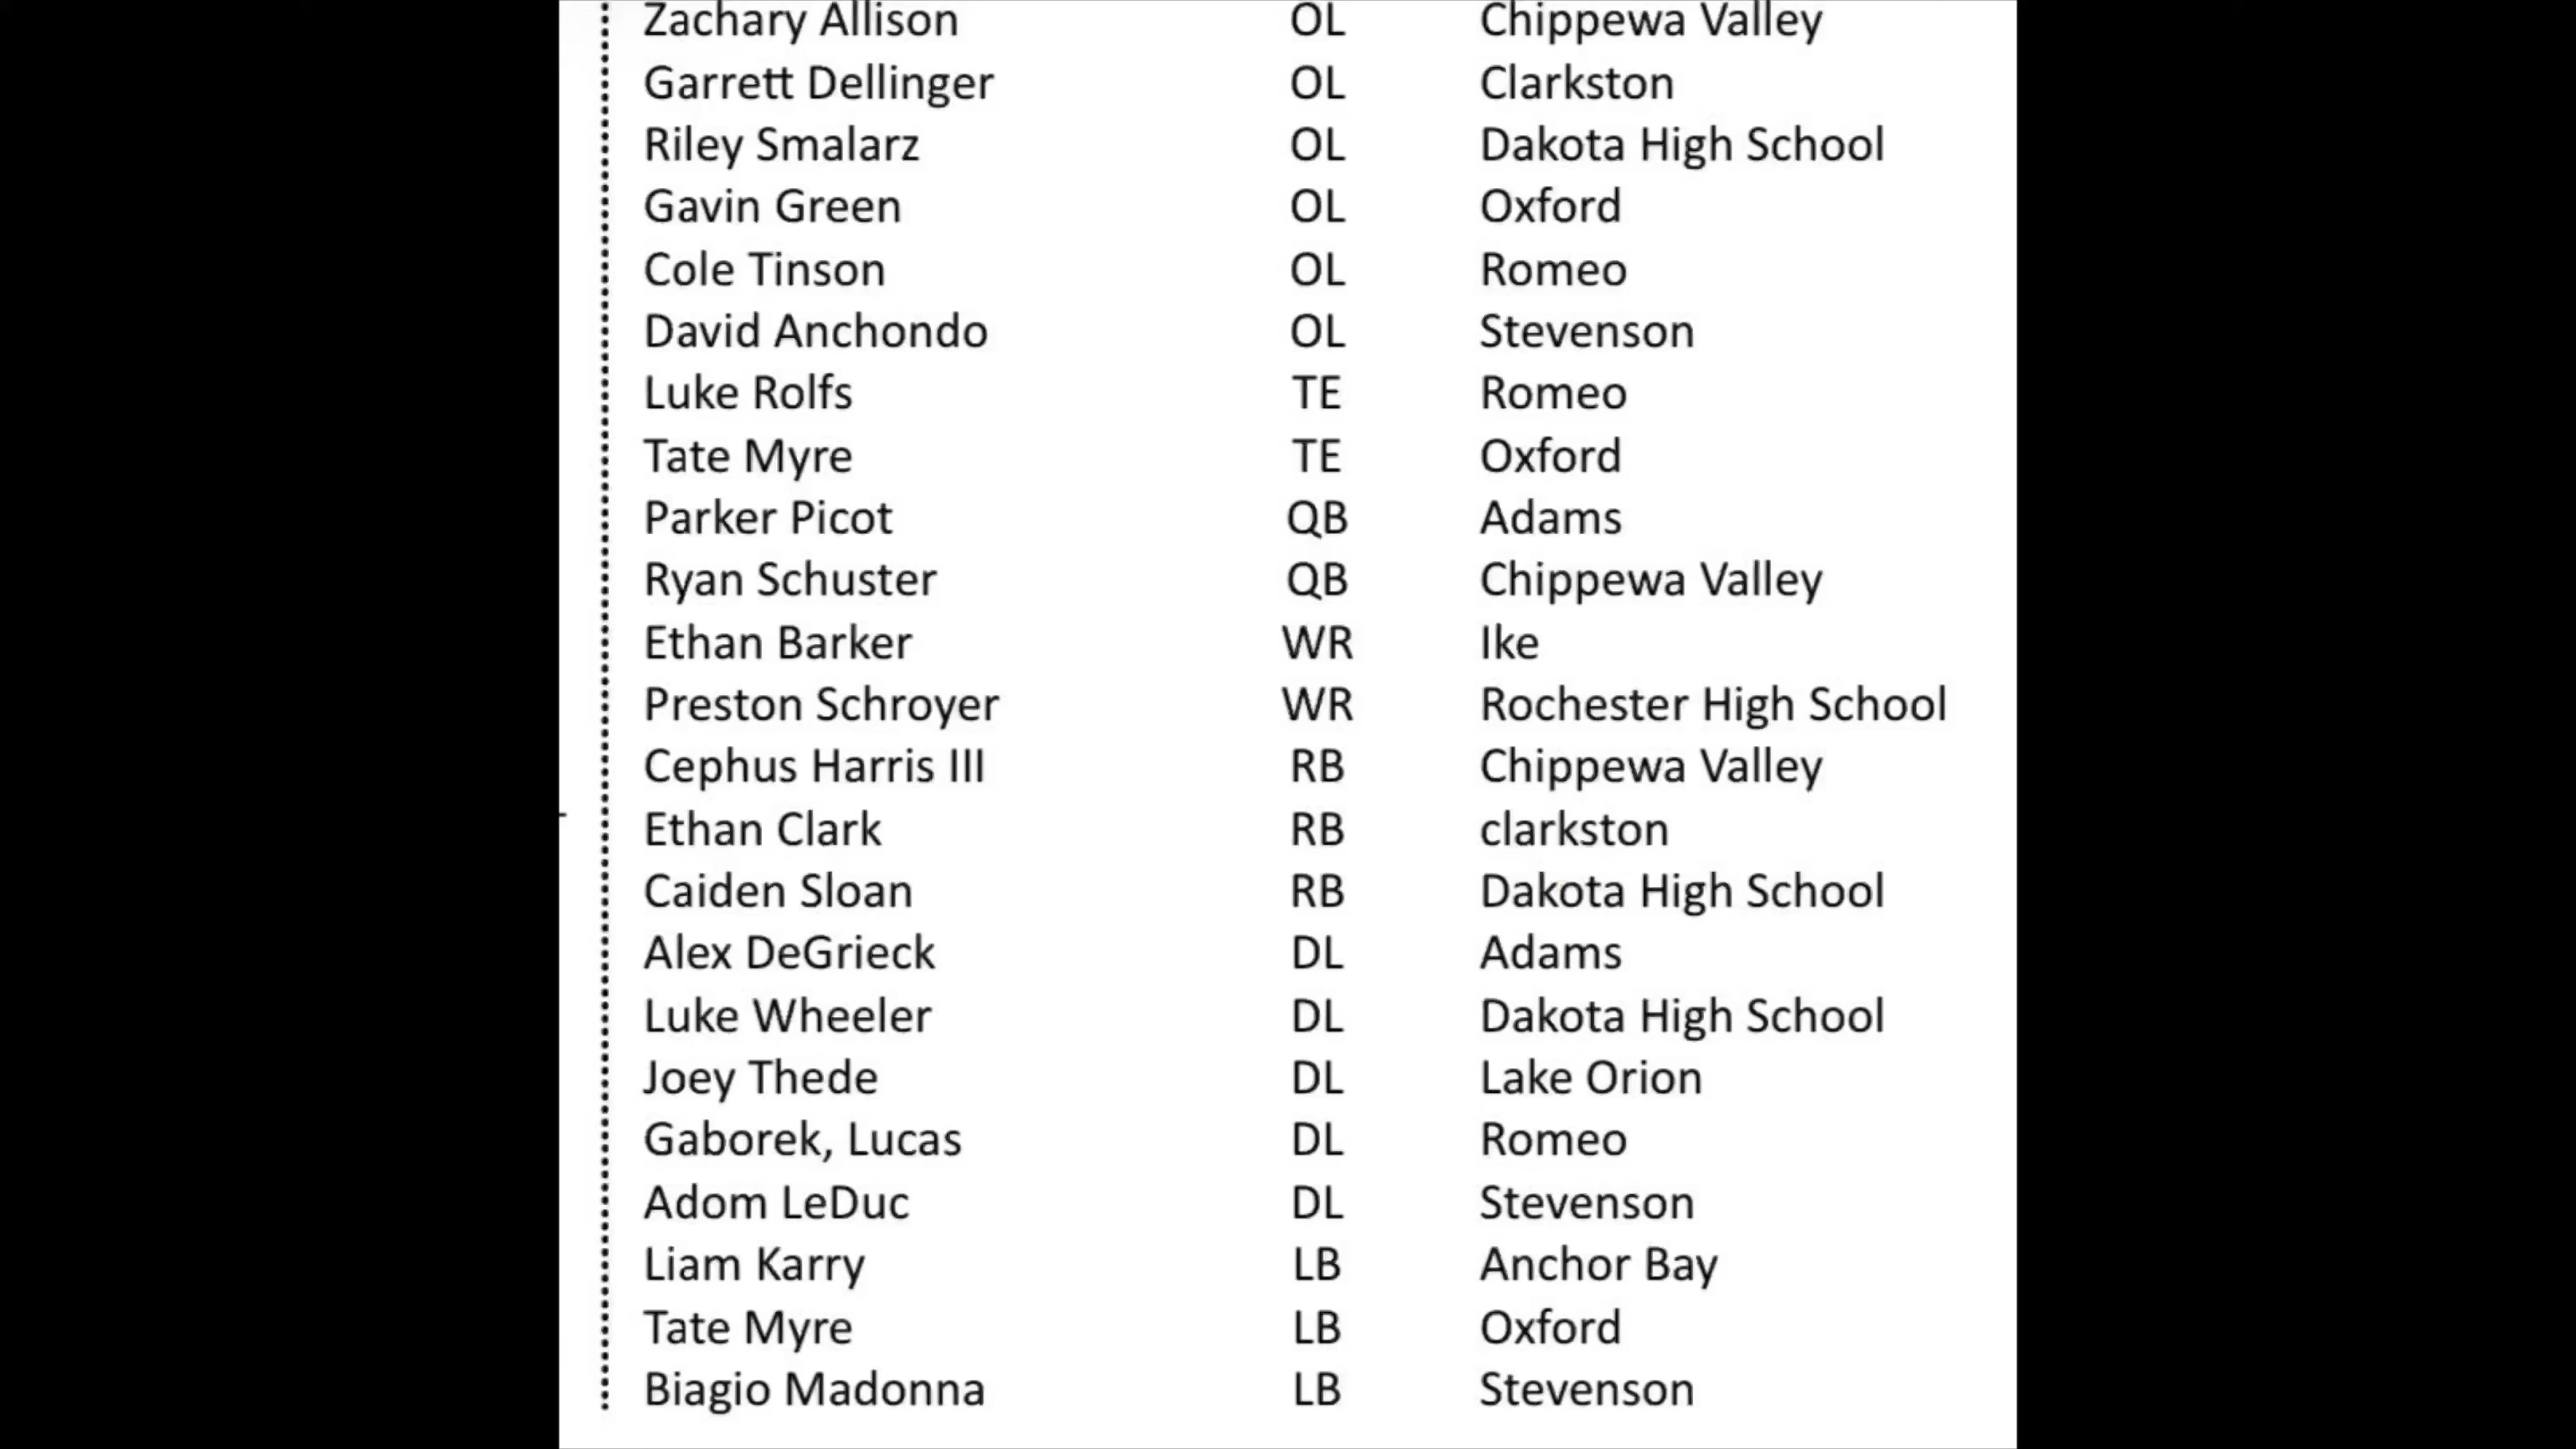 Zachary Allison OL Chippewa Valley
Garrett Dellinger OL Clarkston
Riley Smalarz OL Dakota High School
Gavin Green OL Oxford
Cole Tinson OL Romeo
David Anchondo OL Stevenson
Luke Rolfs TE Romeo
Tate Myre TE Oxford
Parker Picot QB Adams
Ryan Schuster QB Chippewa Valley
Ethan Barker WR Ike
Preston Schroyer WR Rochester High School
Cephus Harris III RB Chippewa Valley
Ethan Clark RB clarkston
Caiden Sloan RB Dakota High School
Alex DeGrieck DL Adams
Luke Wheeler DL Dakota High School
Joey Thede DL Lake Orion
Gaborek, Lucas DL Romeo
Adom LeDuc DL Stevenson
Liam Karry LB Anchor Bay
Tate Myre LB Oxford
Biagio Madonna LB Stevenson